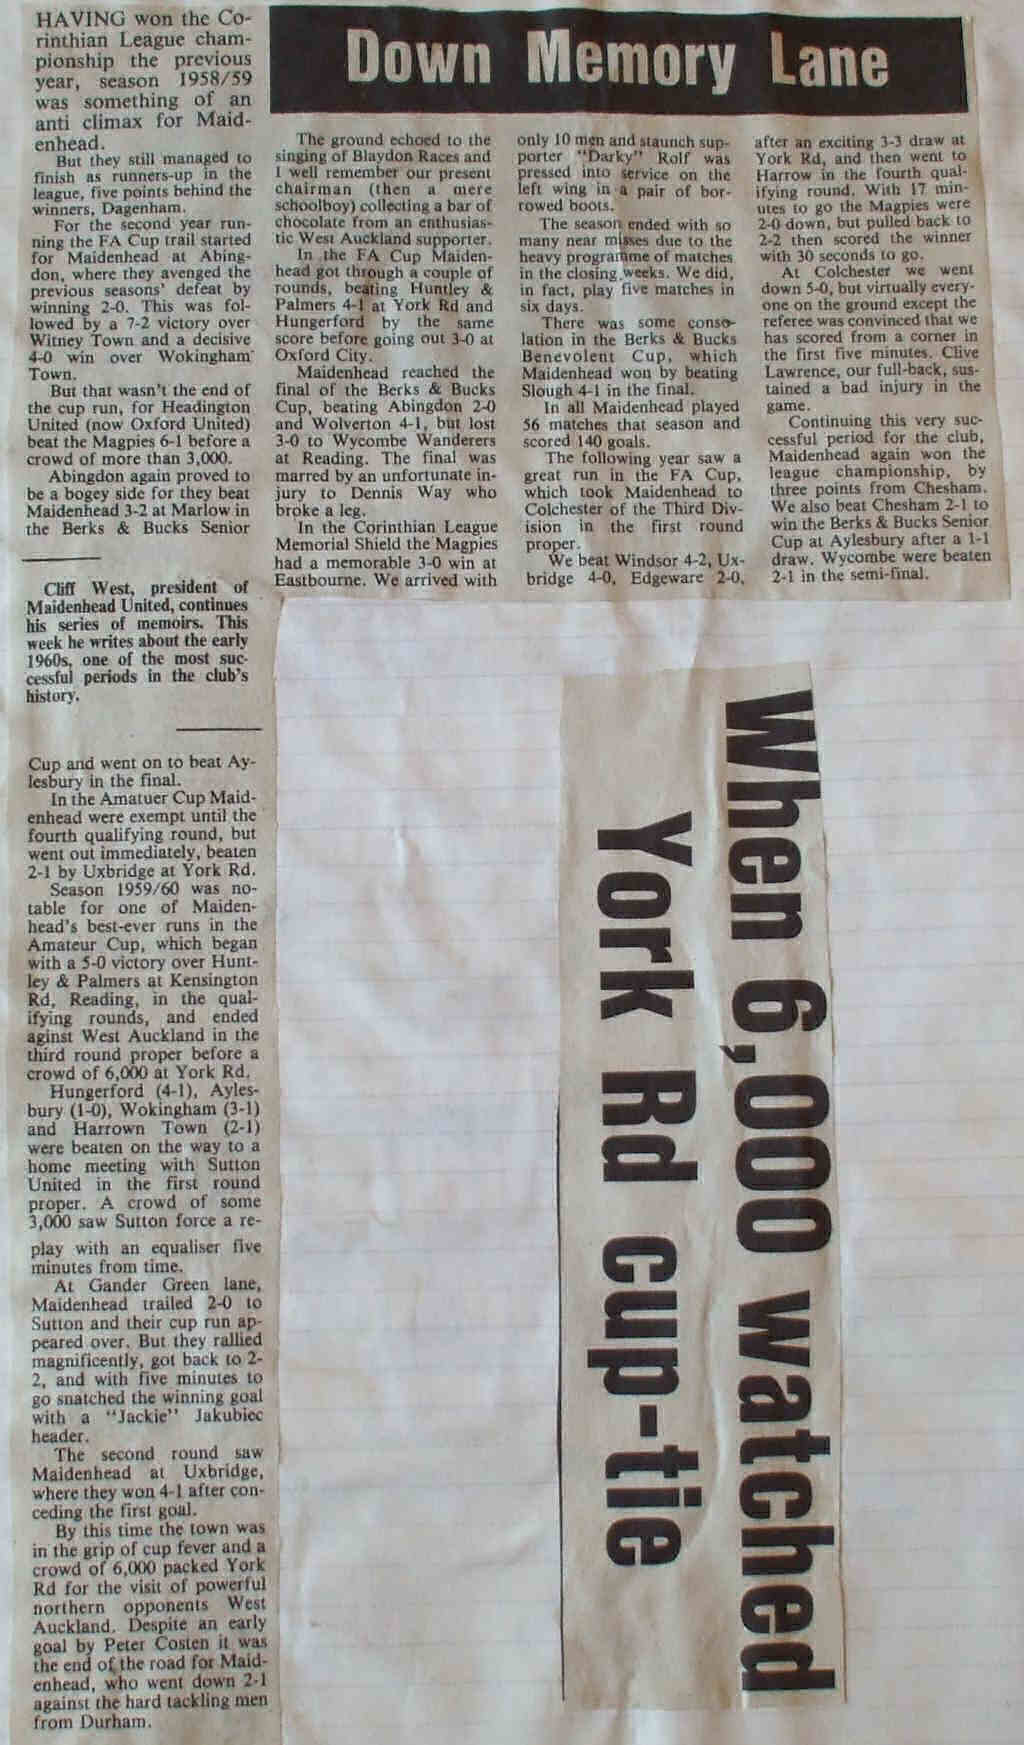 Down Memory Lane
HAVING won the Co-
rinthian League cham-
pionship the previous
year, season 1958/59
was something of an
anti climax for Maid-
enhead.
But they still managed to
finish as runners-up in the
league, five points behind the
winners, Dagenham.
For the second year run-
ning the FA Cup trail started
for Maidenhead at Abing-
don, where they avenged the
previous seasons' defeat by
winning 2-0. This was fol-
lowed by a 7-2 victory over
Witney Town and a decisive
4-0 win over Wokingham
Town.
But that wasn't the end of
the cup run, for Headington
United (now Oxford United)
beat the Magpies 6-1 before a
crowd of more than 3,000.
Abingdon again proved to
be a bogey side for they beat
Maidenhead 3-2 at Marlow in
the Berks & Bucks Senior
Cliff West, president of
Maidenhead United, continues
his series of memoirs. This
week he writes about the early
1960s, one of the most suc-
cessful periods in the club's
history.
Cup and went on to beat Ay-
lesbury in the final.
In the Amatuer Cup Maid-
enhead were exempt until the
fourth qualifying round, but
went out immediately, beaten
2-1 by Uxbridge at York Rd.
Season 1959/60 was no-
table for one of Maiden-
head's best-ever runs in the
Amateur Cup, which began
with a 5-0 victory over Hunt-
ley & Palmers at Kensington
Rd, Reading, in the qual-
ifying rounds, and ended
aginst West Auckland in the
third round proper before a
crowd of 6,000 at York Rd.
Hungerford (4-1), Ayles-
bury (1-0), Wokingham (3-1)
and Harrown Town (2-1)
were beaten on the way to a
home meeting with Sutton
United in the first round
proper. A crowd of some
3,000 saw Sutton force a re-
play with an equaliser five
minutes from time.
At Gander Green lane,
Maidenhead trailed 2-0 to
Sutton and their cup run ap-
peared over. But they rallied
magnificently, got back to 2-
2, and with five minutes to
go snatched the winning goal
with a "Jackie" Jakubiec
header.
The second round saw
Maidenhead at Uxbridge,
where they won 4-1 after con-
ceding the first goal.
By this time the town was
in the grip of cup fever and a
crowd of 6,000 packed York
Rd for the visit of powerful
northern opponents West
Auckland. Despite an early
goal by Peter Costen it was
the end of the road for Maid-
enhead, who went down 2-1
against the hard tackling men
from Durham.
The ground echoed to the
singing of Blaydon Races and
I well remember our present
chairman (then a mere
schoolboy) collecting a bar of
chocolate from an enthusias-
tic West Auckland supporter.
In the FA Cup Maiden-
head got through a couple of
rounds, beating Huntley &
Palmers 4-1 at York Rd and
Hungerford by the same
score before going out 3-0 at
Oxford City.
Maidenhead reached the
final of the Berks & Bucks
Cup, beating Abingdon 2-0
and Wolverton 4-1, but lost
3-0 to Wycombe Wanderers
at Reading. The final was
marred by an unfortunate in-
jury to Dennis Way who
broke a leg.
In the Corinthian League
Memorial Shield the Magpies
had a memorable 3-0 win at
Eastbourne. We arrived with
only 10 men and staunch sup-
porter "Darky" Rolf was
pressed into service on the
left wing in a pair of bor-
rowed boots.
The season ended with so
many near misses due to the
heavy programme of matches
in the closing weeks. We did,
in fact, play five matches in
six days.
There was some conso-
lation in the Berks & Bucks
Benevolent Cup, which
Maidenhead won by beating
Slough 4-1 in the final.
In all Maidenhead played
56 matches that season and
scored 140 goals.
The following year saw a
great run in the FA Cup,
which took Maidenhead to
Colchester of the Third Div-
ision in the first round
proper.
We beat Windsor 4-2, Ux-
bridge 4-0, Edgeware 2-0,
after an exciting 3-3 draw at
York Rd, and then went to
Harrow in the fourth qual-
ifying round. With 17 min-
utes to go the Magpies were
2-0 down, but pulled back to
2-2 then scored the winner
with 30 seconds to go.
At Colchester we went
down 5-0, but virtually every-
one on the ground except the
referee was convinced that we
has scored from a corner in
the first five minutes. Clive
Lawrence, our full-back, sus-
tained a bad injury in the
game.
Continuing this very suc-
cessful period for the club,
Maidenhead again won the
league championship, by
three points from Chesham.
We also beat Chesham 2-1 to
win the Berks & Bucks Senior
Cup at Aylesbury after a 1-1
draw. Wycombe were beaten
2-1 in the semi-final.
When 6,000 watched
York Rd cup-tie